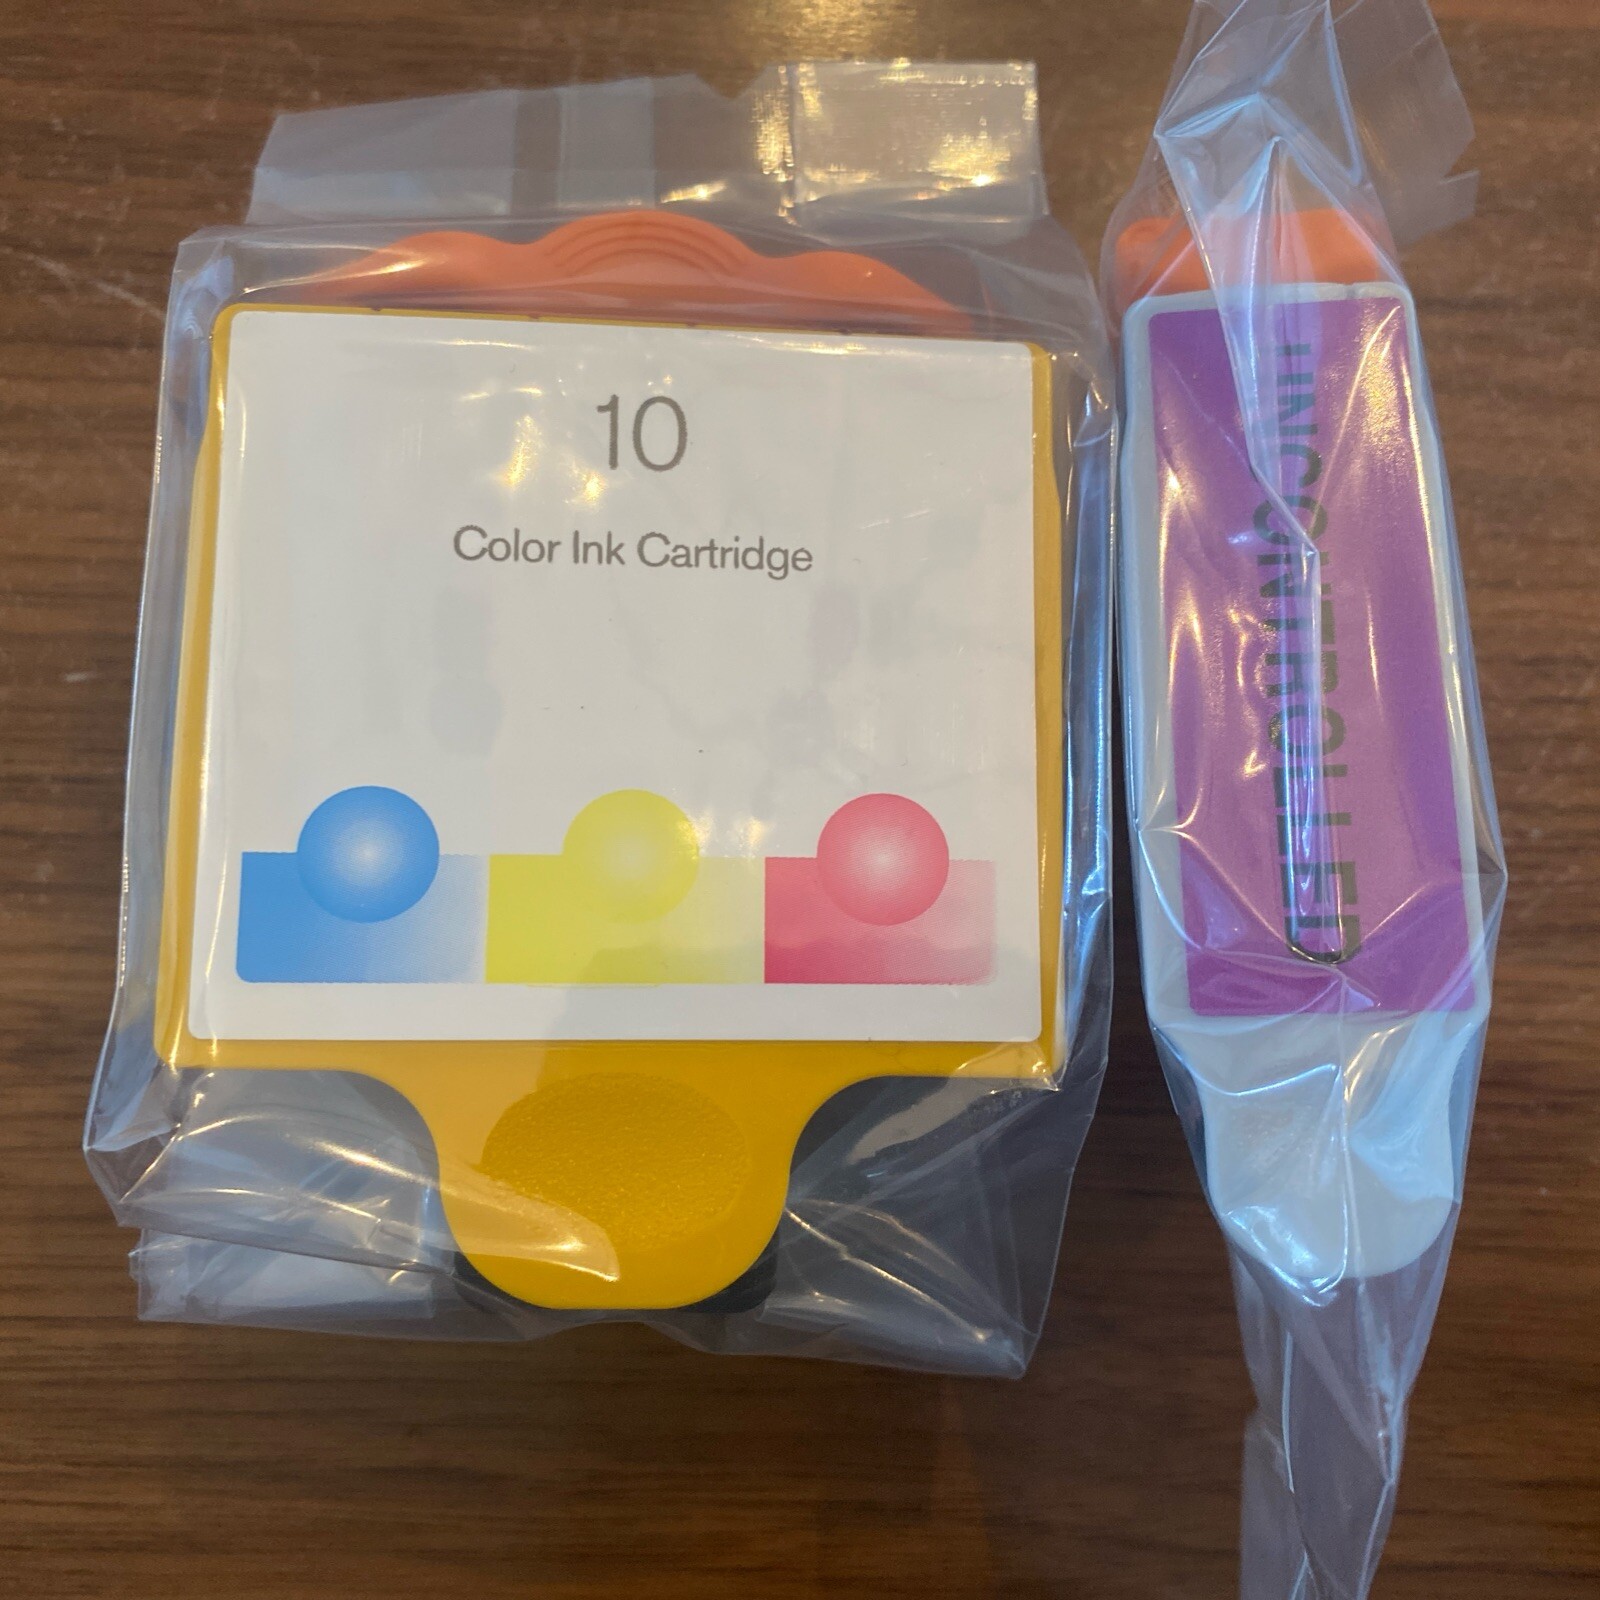 10
Color Ink Cartridge
UNCONTROLLED